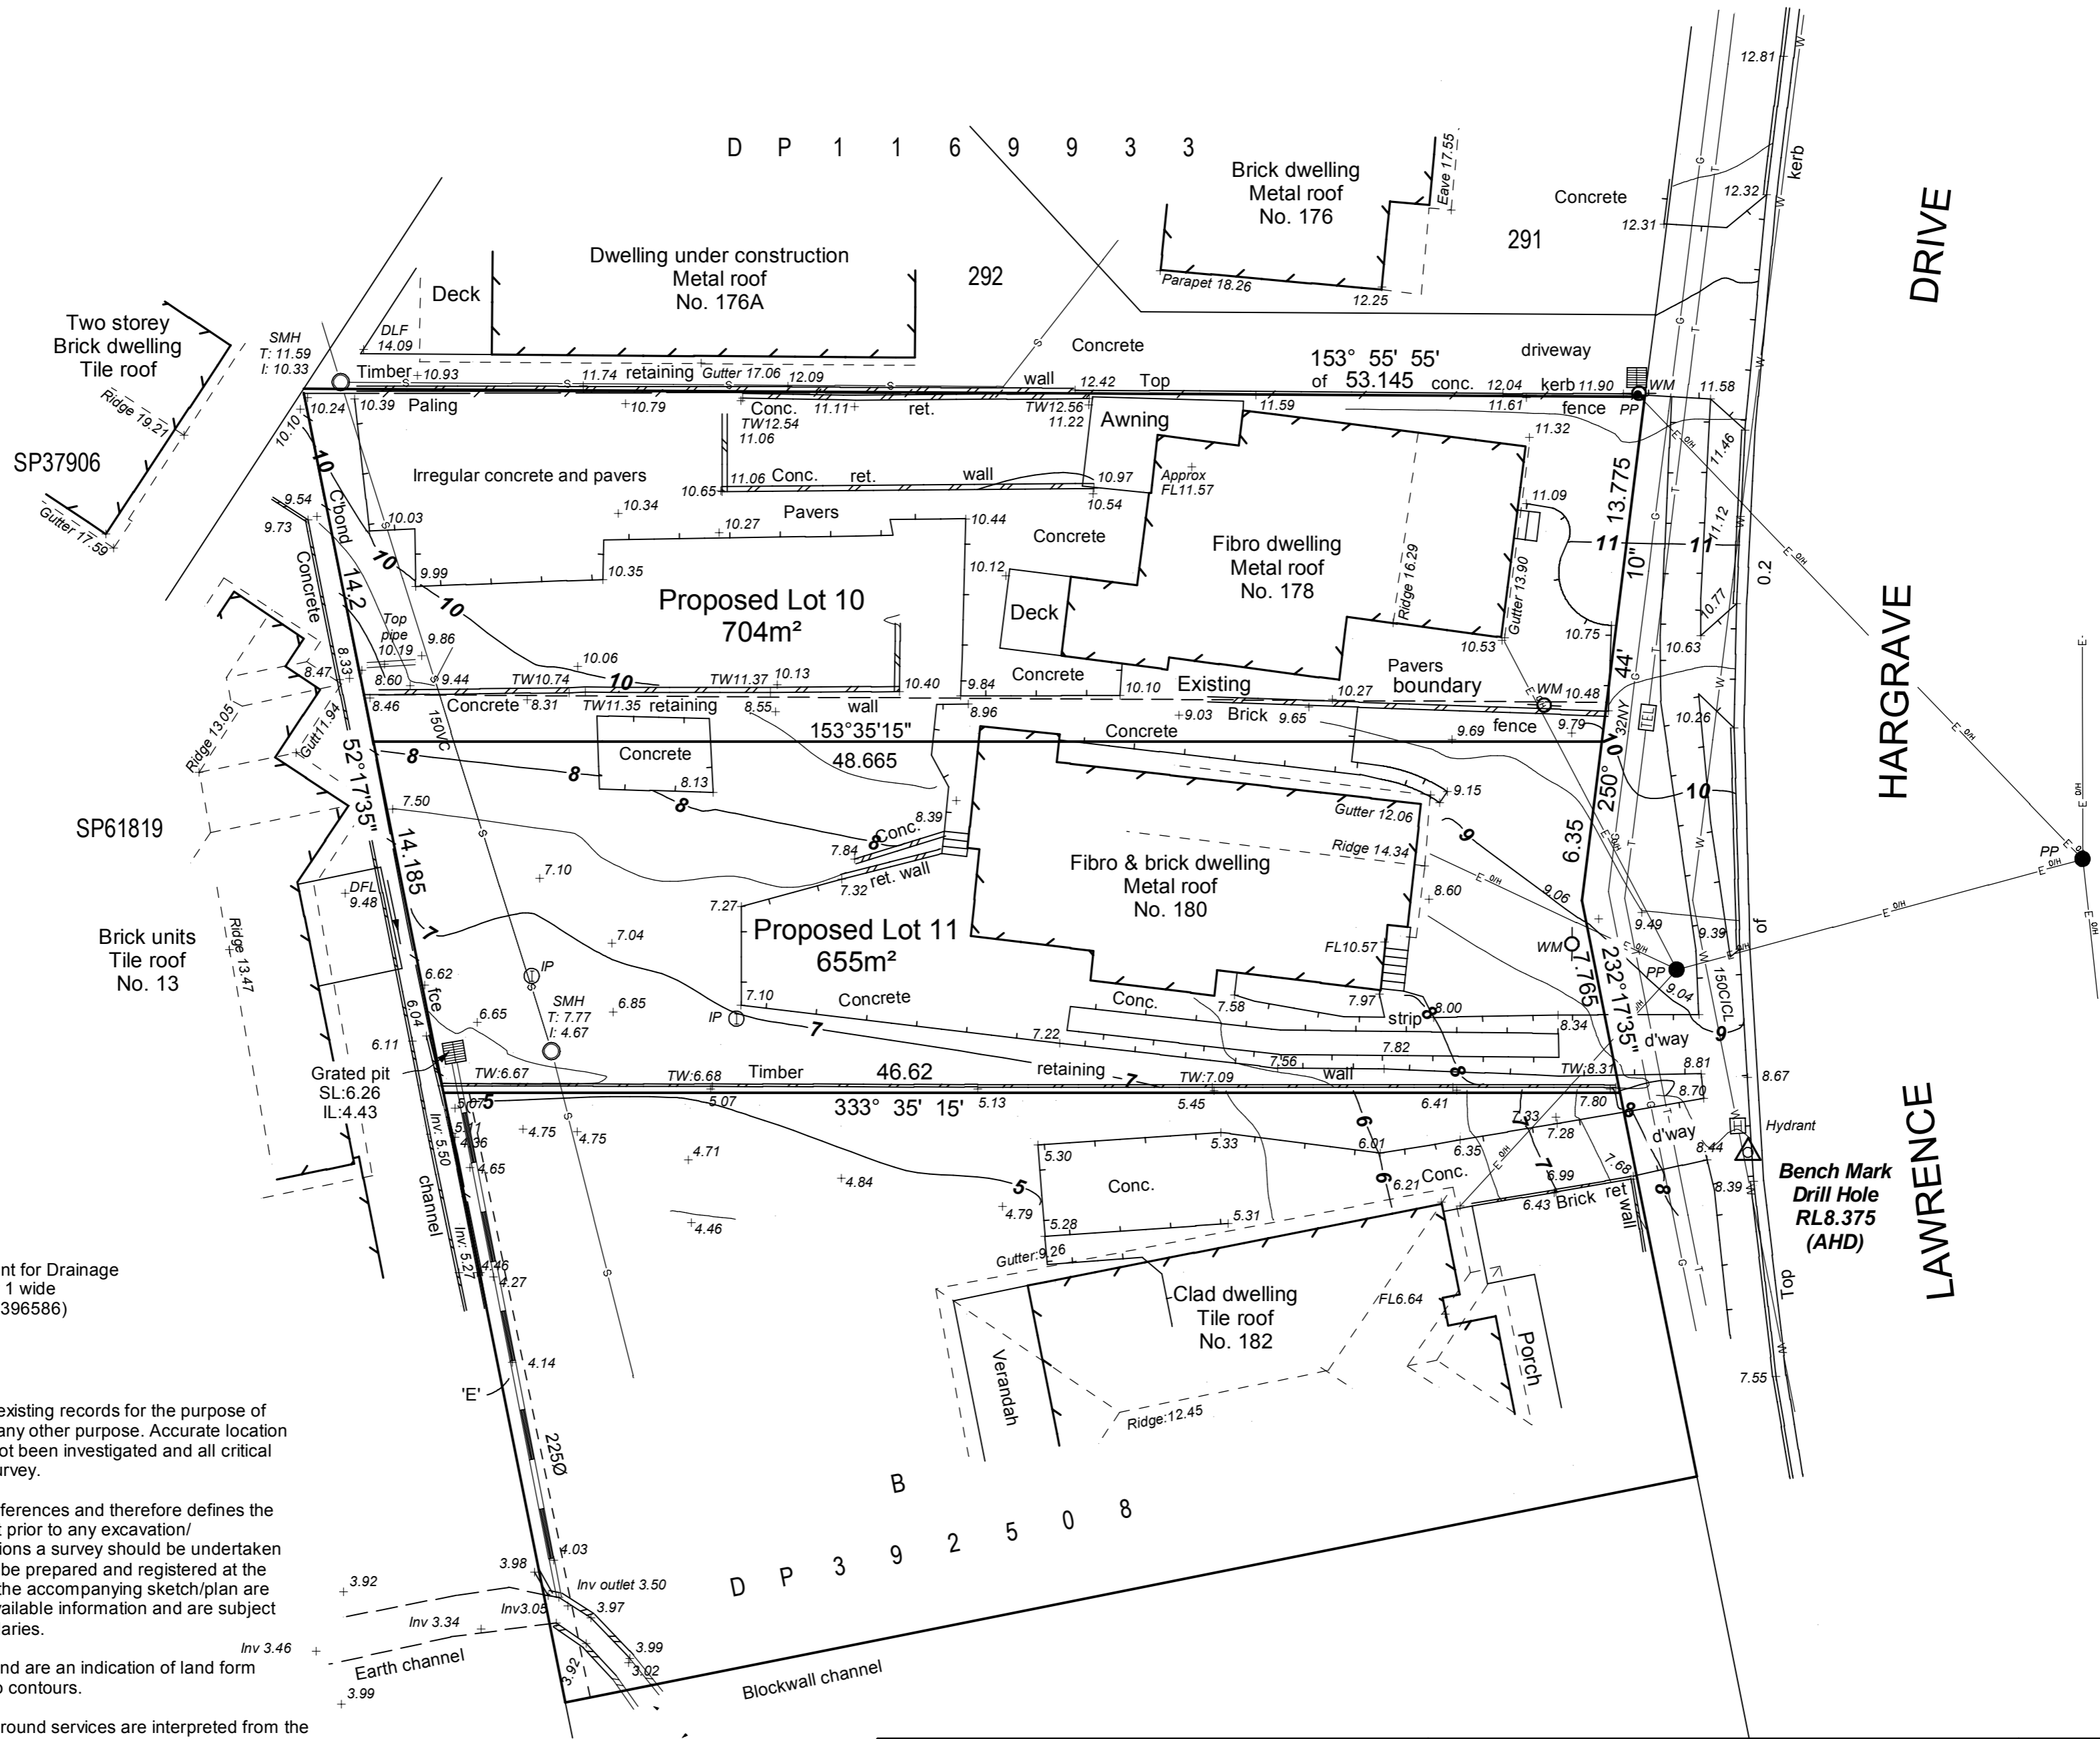 D P 1 1 6 9 9 3 3
Brick dwelling
Metal roof
No. 176
Eave 17.55
Concrete
291
12.81
kerb
12.32
12.31
DRIVE
Dwelling under construction
Metal roof
No. 176A
Deck
292
Parapet 18.26
12.25
Two storey
Brick dwelling
Tile roof
Ridge 19.21
SP37906
Gutter 17.59
SMH
T: 11.59
I: 10.33
DLF
14.09
Concrete
153° 55' 55"
driveway
Timber
10.93
11.74
retaining
Gutter 17.06
12.09
wall
12.42
Top
of
53.145
conc.
12.04
kerb
11.90
WM
11.58
10.24
10.39
Paling
10.79
Conc.
TW12.54
11.06
11.11
ret.
TW12.56
11.22
11.59
11.61
fence
PP
10.10
Awning
11.32
11.46
10
C'bond
Irregular concrete and pavers
11.06
Conc.
ret.
wall
10.97
Approx
FL11.57
10.65
10.54
13.775
9.54
9.73
10.03
10.34
Pavers
10.27
10.44
Concrete
11.09
11.12
11
11
Concrete
10
9.99
10.35
10.12
Fibro dwelling
Metal roof
No. 178
Ridge 16.29
Gutter 13.90
10"
0.2
HARGRAVE
14.2
10
Proposed Lot 10
704m²
Deck
10.77
Top
pipe
10.19
9.86
10.53
10.75
10.63
44'
8.33
8.47
8.60
9.44
10.06
TW10.74
10
TW11.37
10.13
10.40
9.84
Concrete
10.10
Existing
Pavers
boundary
10.27
WM
10.48
8.46
Concrete
8.31
TW11.35
retaining
8.55
wall
8.96
9.03
Brick
9.65
fence
9.79
32NY
TEL
10.26
Ridge 13.05
Gutt11.94
150VC
153°35'15"
48.665
Concrete
9.69
250° 0'
52°17'35"
8
8
Concrete
8.13
8
10
7.50
8.39
Conc.
8
7.84
9.15
Gutter 12.06
Ridge 14.34
9
6.35
SP61819
14.185
7.10
7.32
ret. wall
Fibro & brick dwelling
Metal roof
No. 180
8.60
9.06
PP
DFL
9.48
7.27
7
7.04
Proposed Lot 11
655m²
FL10.57
WM
9.49
9.39
of
Brick units
Tile roof
No. 13
Ridge 13.47
6.62
fce
IP
PP
7.765
232°17'35"
9.04
150CICL
6.04
6.65
SMH
T: 7.77
I: 4.67
6.85
7.10
IP
Concrete
7
7.22
Conc.
7.58
7.97
strip
8
8.00
8.34
9
6.11
7.82
d'way
Grated pit
SL:6.26
IL:4.43
7.56
8.81
8.67
TW:6.67
TW:6.68
Timber
46.62
retaining
7
TW:7.09
wall
8
TW:8.31
8.70
5.07
5
5.07
333° 35' 15'
5.13
5.45
6.41
7.80
8
Inv: 5.50
5.11
4.36
4.75
4.75
5.33
6
6.01
7.33
7
7.28
d'way
Hydrant
4.65
4.71
5.30
6.35
8.44
channel
4.84
5
4.79
Conc.
6
6.21
Conc.
7
6.99
7.68
8
8.39
Bench Mark
Drill Hole
RL8.375
(AHD)
4.46
5.28
5.31
6.43
Brick ret
wall
LAWRENCE
Inv: 5.27
4.46
4.27
Gutter:9.26
Clad dwelling
Tile roof
No. 182
FL6.64
Top
nt for Drainage
1 wide
396586)
Verandah
Porch
4.14
'E'
Ridge:12.45
7.55
existing records for the purpose of
any other purpose. Accurate location
ot been investigated and all critical
urvey.
225Ø
B
D P 3 9 2 5 0 8
fferences and therefore defines the
t prior to any excavation/
ions a survey should be undertaken
be prepared and registered at the
the accompanying sketch/plan are
vailable information and are subject
aries.
4.03
3.98
3.92
Inv outlet 3.50
Inv3.05
3.97
Inv 3.34
Inv 3.46
Earth channel
3.99
3.02
3.92
3.99
Blockwall channel
nd are an indication of land form
o contours.
round services are interpreted from the